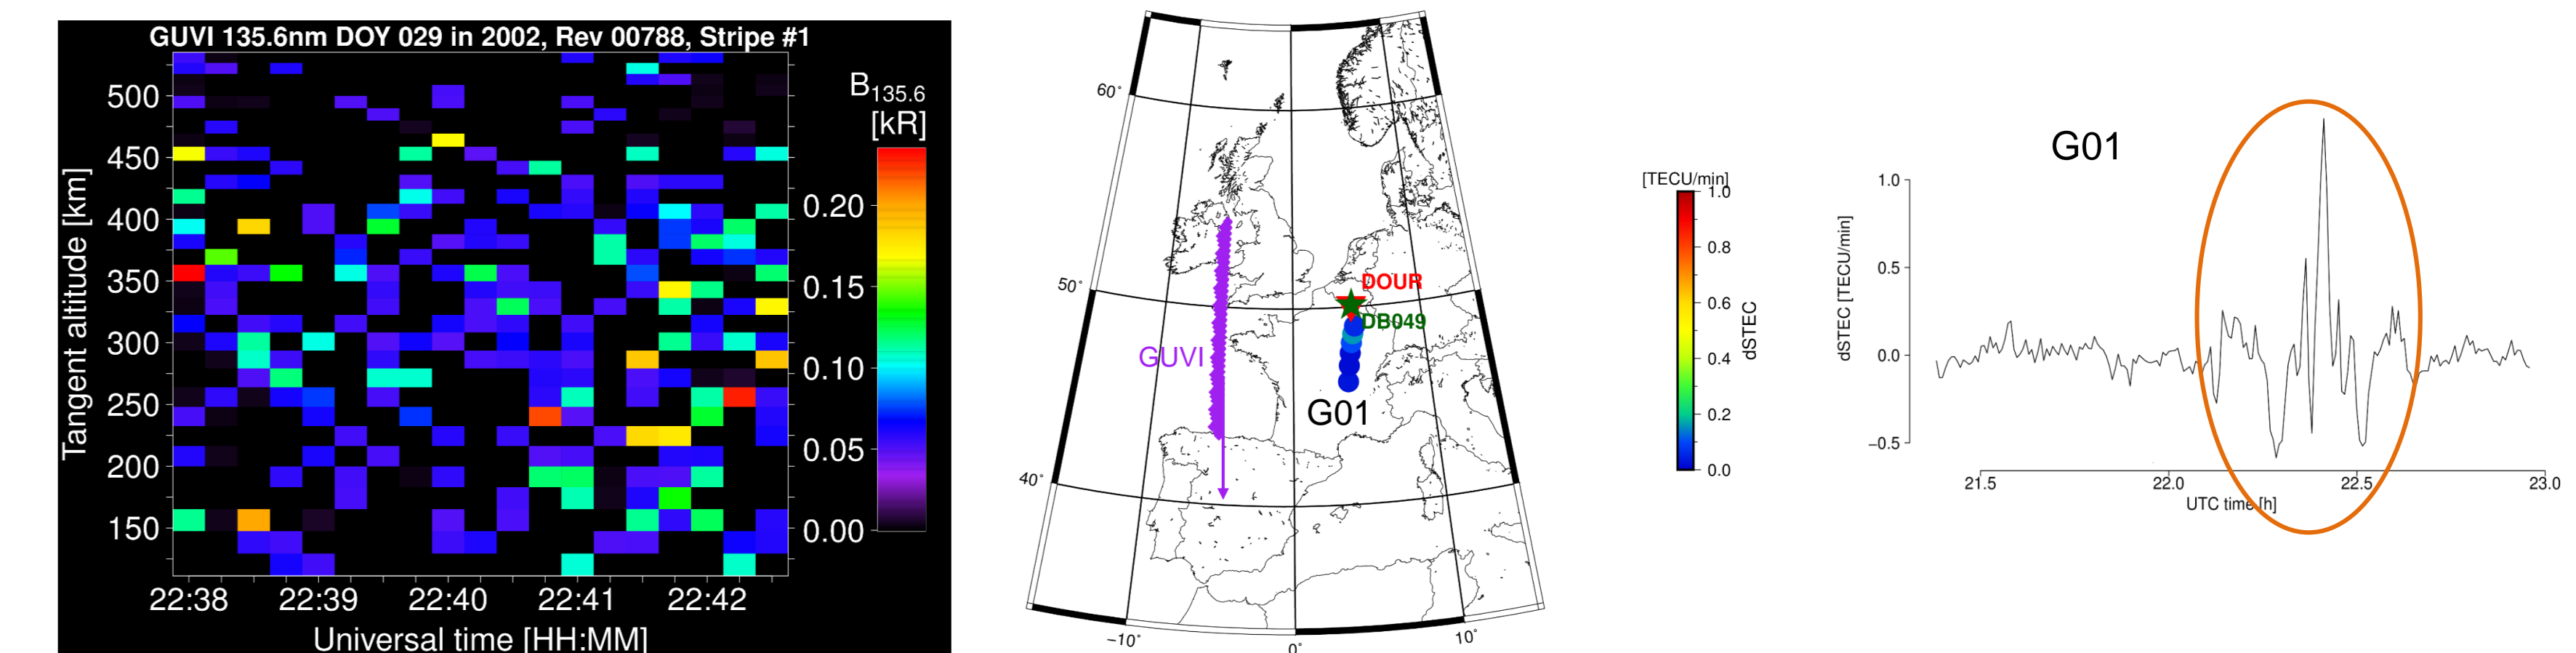 GUVI 135.6nm DOY 029 in 2002, Rev 00788, Stripe #1
B135.6
[kR]
Tangent altitude [km]
500
450
400
350
300
250
200
150
0.20
0.15
0.10
0.05
0.00
22:38 22:39 22:40 22:41 22:42
Universal time [HH:MM]
60˚
50˚
40˚
−10˚
0˚
10˚
DOUR
DB049
GUVI
G01
[TECU/min]
1.0
0.8
0.6
0.4
0.2
0.0
dSTEC
G01
dSTEC [TECU/min]
1.0
0.5
0.0
−0.5
21.5 22.0 22.5 23.0
UTC time [h]